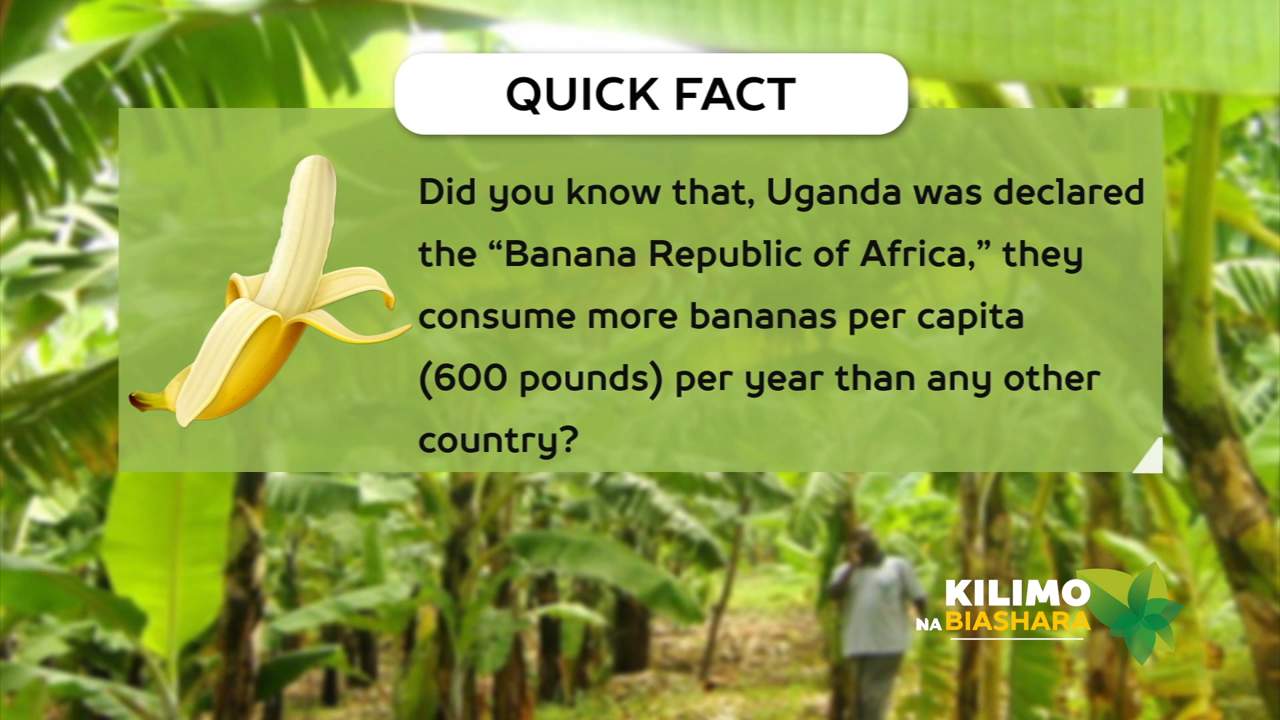 QUICK FACT
Did you know that, Uganda was declared
the “Banana Republic of Africa,” they
consume more bananas per capita
(600 pounds) per year than any other
country?
KILIMO
NA BIASHARA